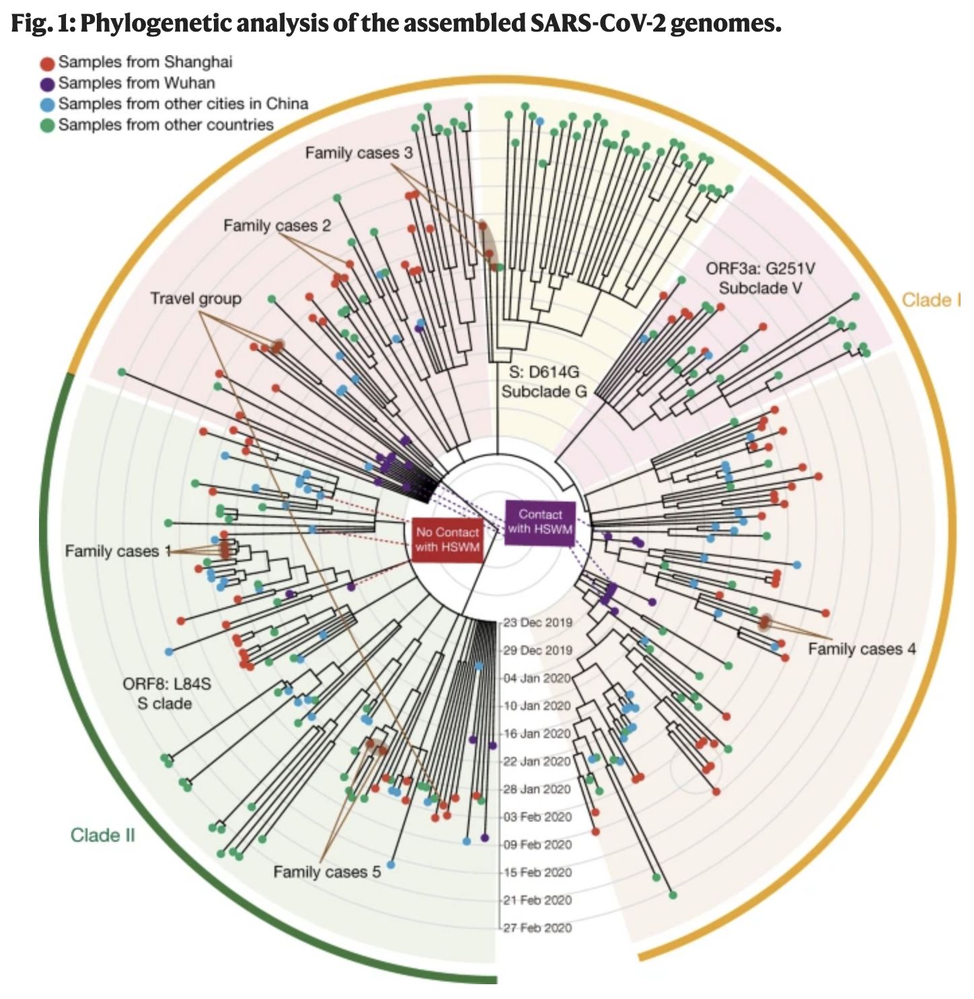 Fig. 1: Phylogenetic analysis of the assembled SARS-CoV-2 genomes.
Samples from Shanghai
Samples from Wuhan
Samples from other cities in China
Samples from other countries
Family cases 3
Family cases 2
Travel group
ORF3a: G251V
Subclade V
Clade I
S: D614G
Subclade G
Contact
with HSWM
No Contact
with HSWM
Family cases 1
Family cases 4
ORF8: L84S
S clade
Clade II
Family cases 5
23 Dec 2019
29 Dec 2019
04 Jan 2020
10 Jan 2020
16 Jan 2020
22 Jan 2020
28 Jan 2020
03 Feb 2020
09 Feb 2020
15 Feb 2020
21 Feb 2020
27 Feb 2020